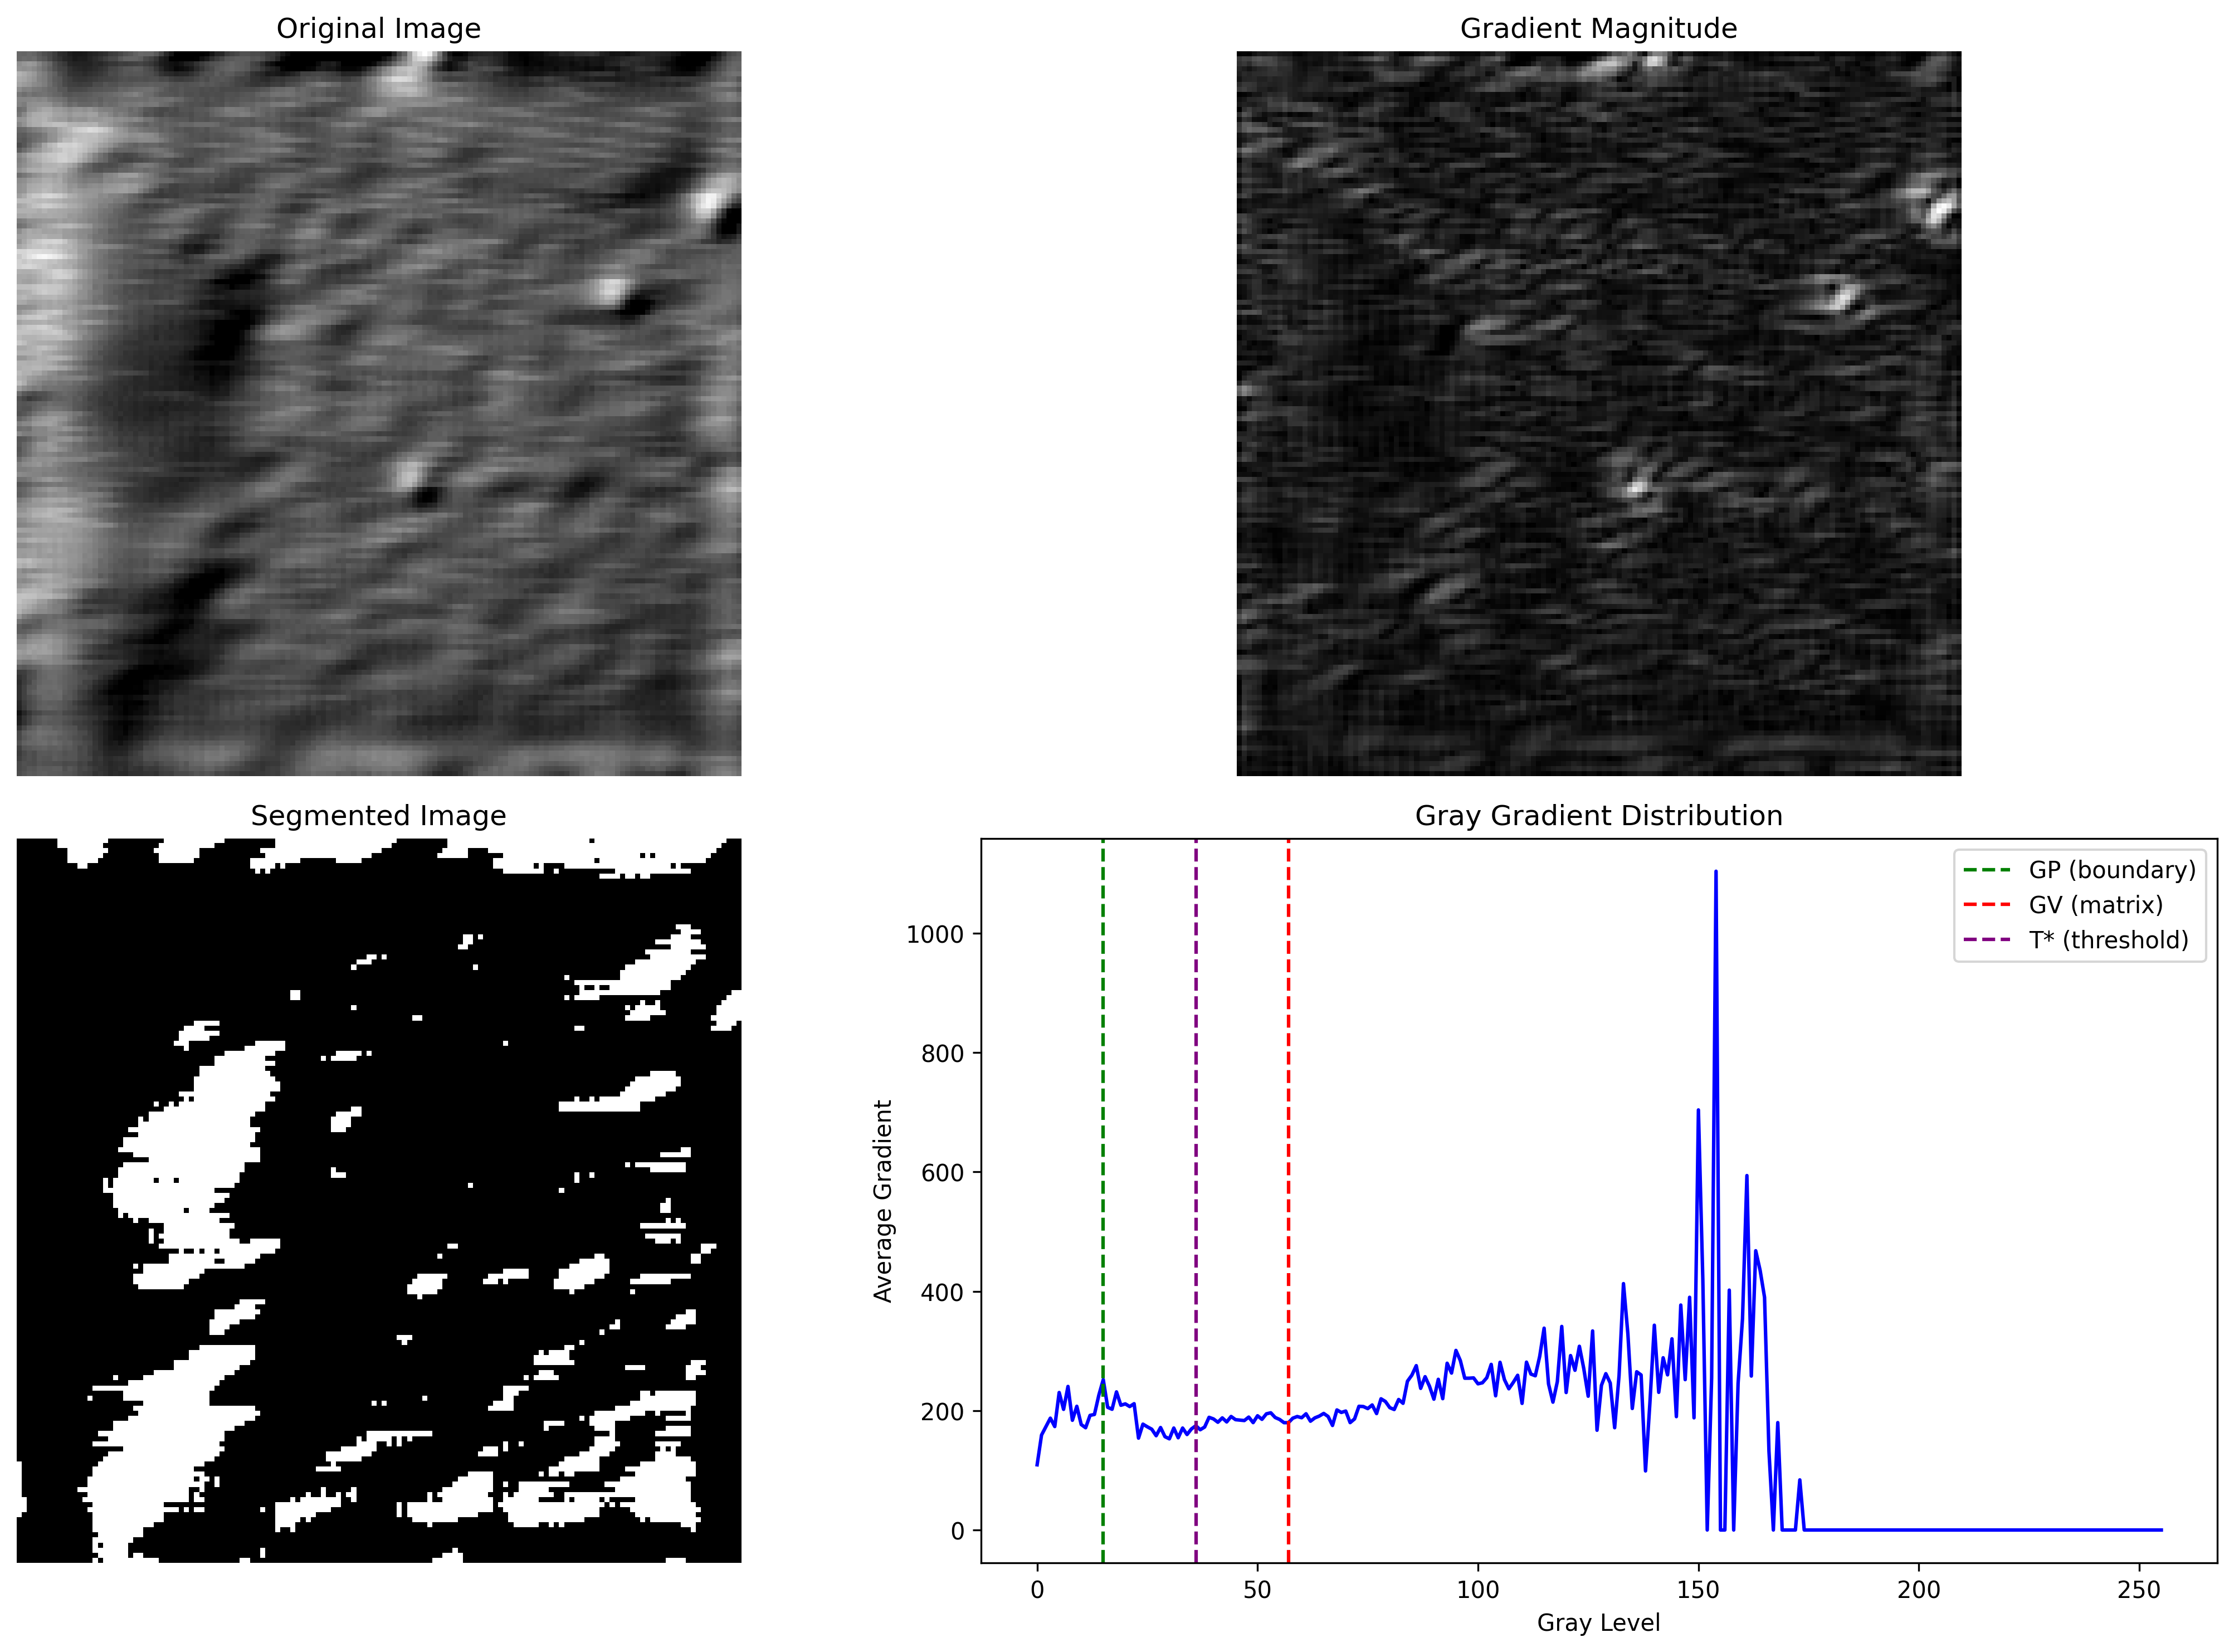 Original Image
Gradient Magnitude
Segmented Image
Gray Gradient Distribution
GP (boundary)
GV (matrix)
T* (threshold)
1000
800
600
400
200
0
Average Gradient
0 50 100 150 200 250
Gray Level